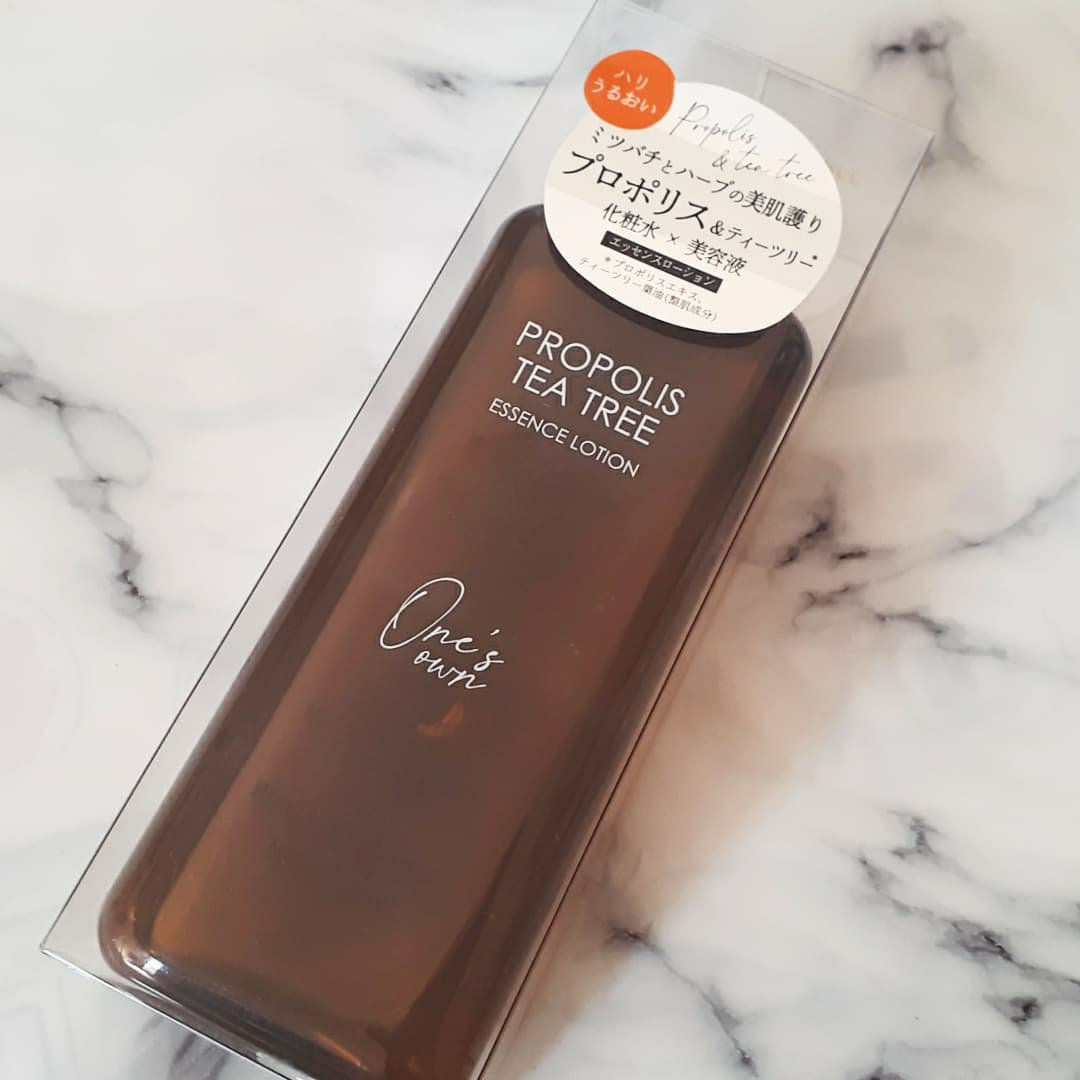 ハリ
うるおい
Propolis
& tea tree
ミツバチとハーブの美肌護り
プロポリス&ティーツリー*
化粧水 × 美容液
エッセンスローション
*プロポリスエキス、
ティーツリー葉油(整肌成分)
PROPOLIS
TEA TREE
ESSENCE LOTION
One's
own